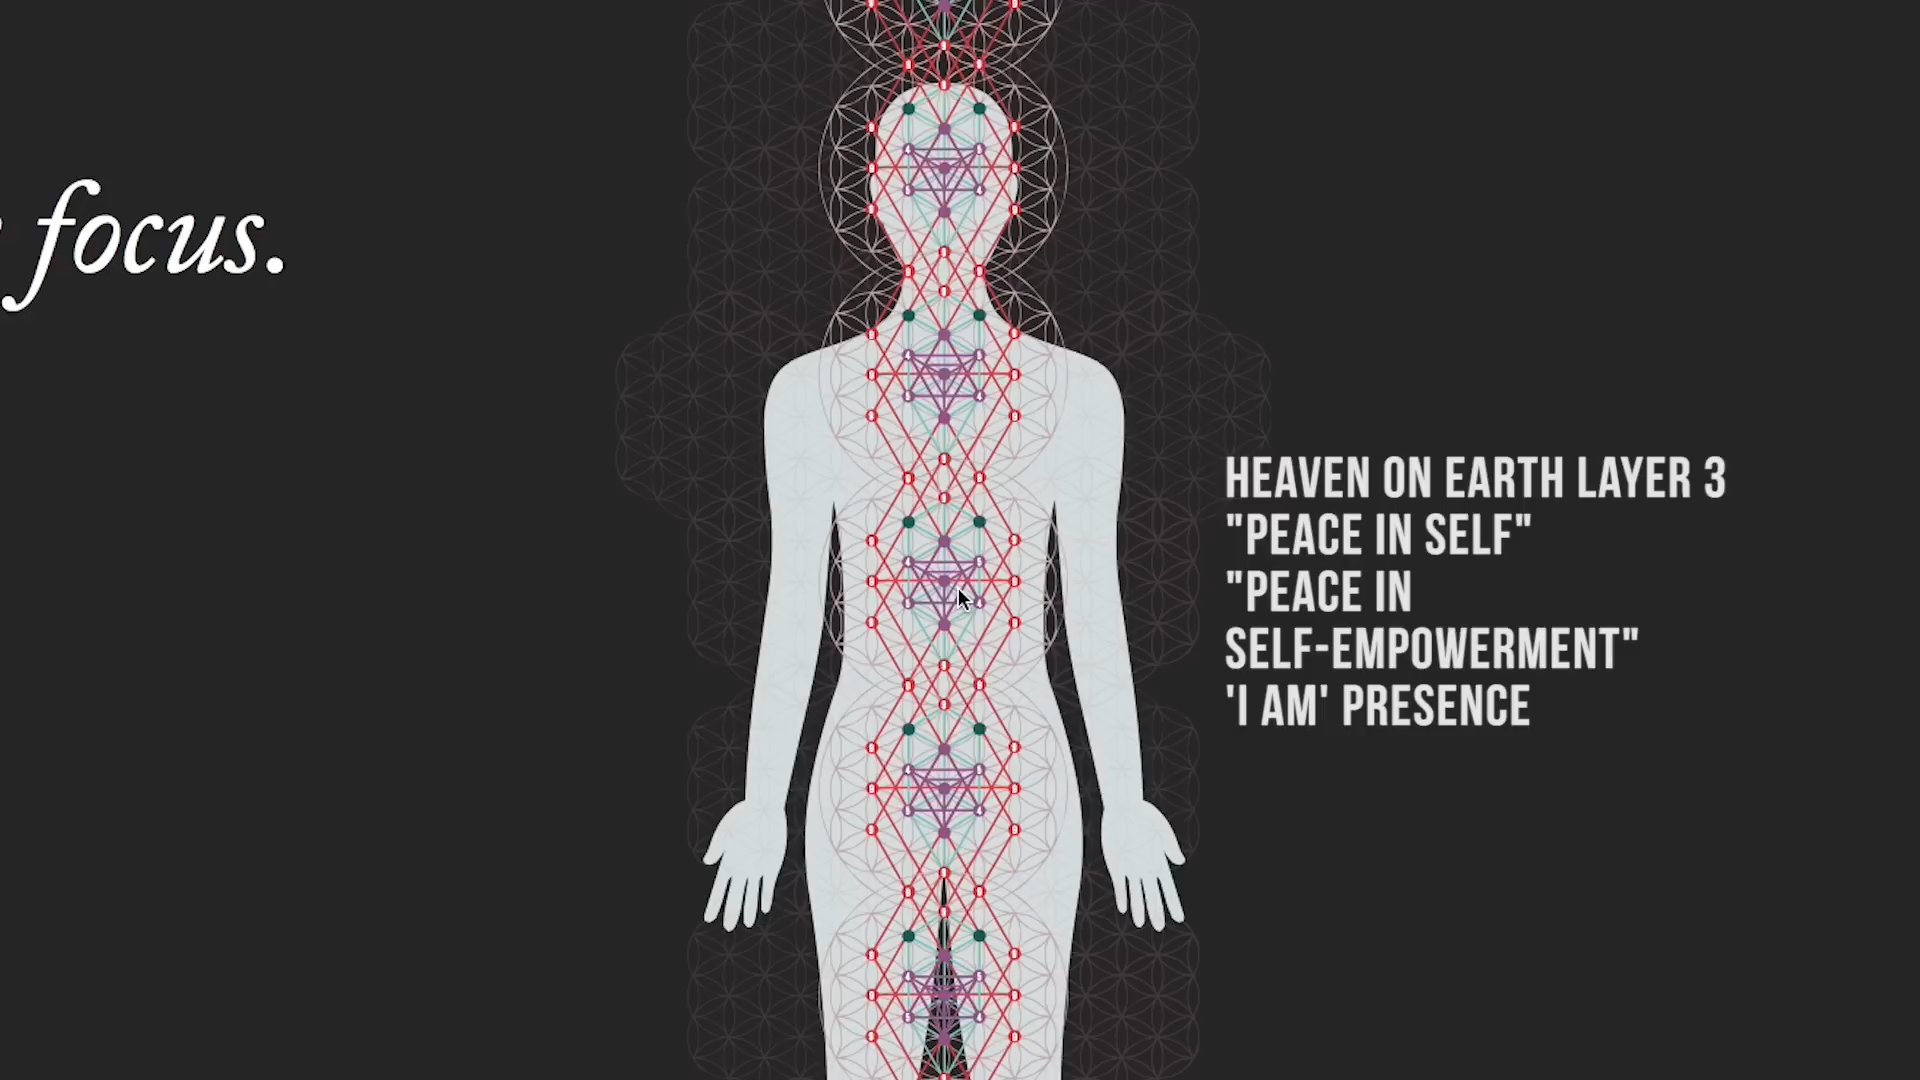 focus.
HEAVEN ON EARTH LAYER 3
"PEACE IN SELF"
"PEACE IN
SELF-EMPOWERMENT"
'I AM' PRESENCE